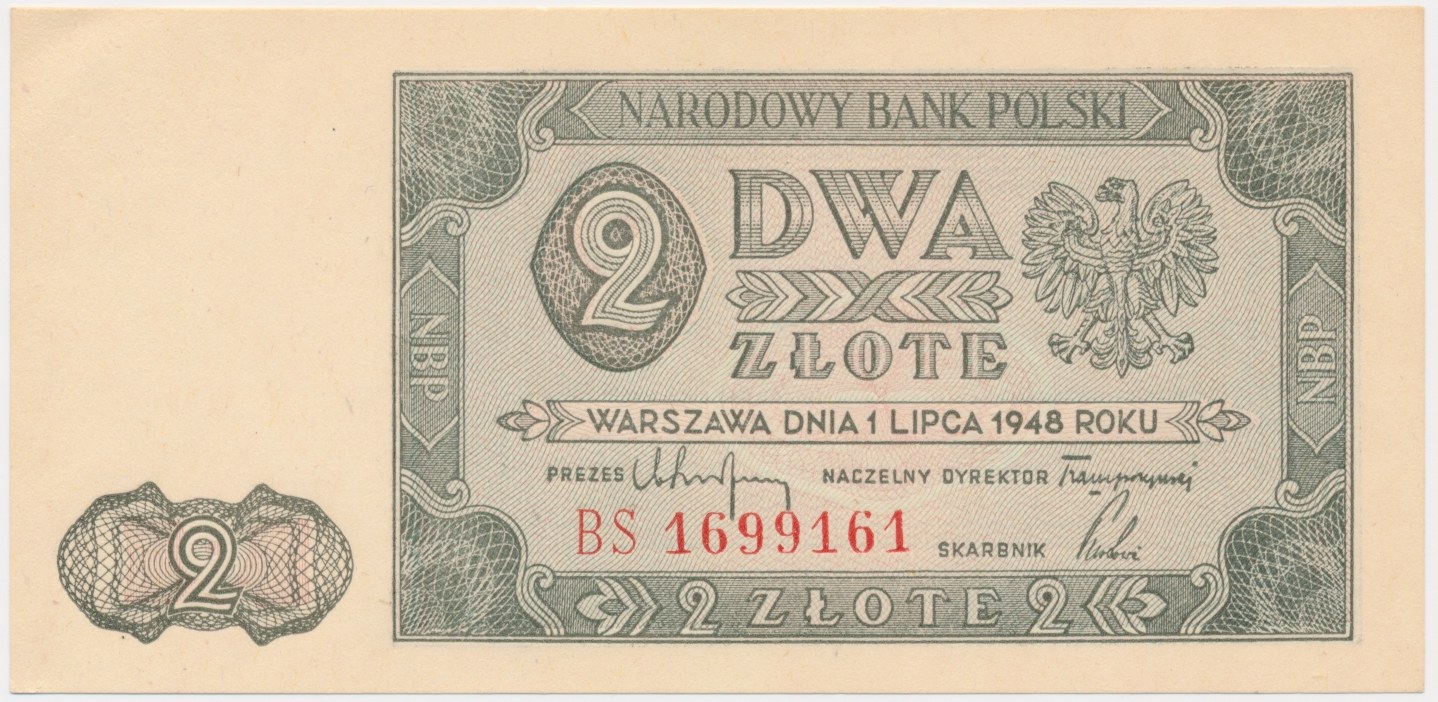 NARODOWY BANK POLSKI
2 DWA
ZŁOTE
NBP
NBP
WARSZAWA DNIA 1 LIPCA 1948 ROKU
PREZES NACZELNY DYREKTOR
BS 1699161 SKARBNIK
2
2 ZŁOTE 2